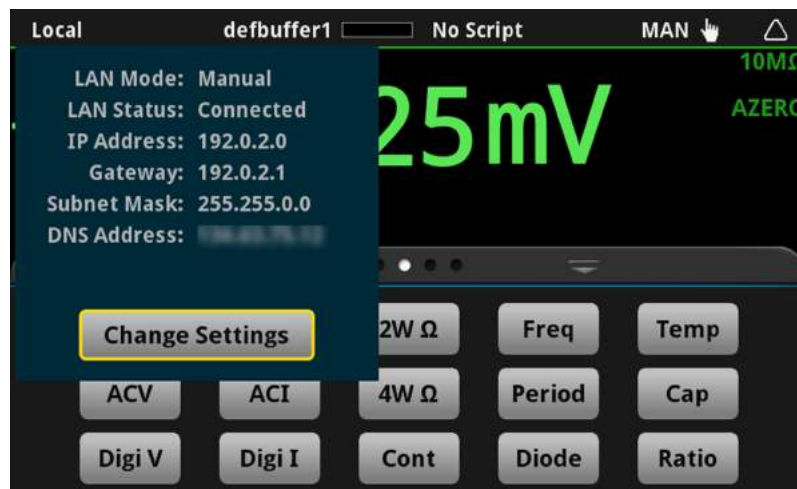 Local defbuffer1 No Script MAN
10MΩ
AZERO
25mV
LAN Mode: Manual
LAN Status: Connected
IP Address: 192.0.2.0
Gateway: 192.0.2.1
Subnet Mask: 255.255.0.0
DNS Address:
Change Settings
2W Ω Freq Temp
ACV ACI 4W Ω Period Cap
Digi V Digi I Cont Diode Ratio